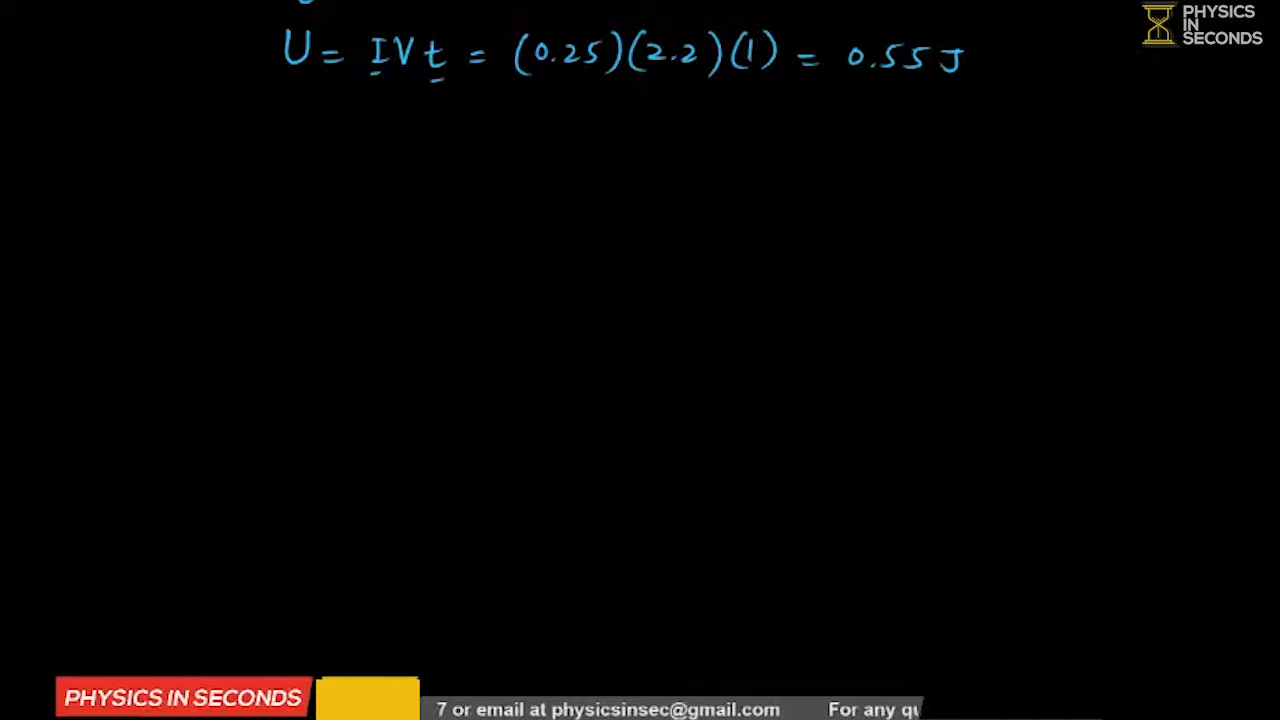 PHYSICS
IN
SECONDS
U = IVt = (0.25)(2.2)(1) = 0.55 J
PHYSICS IN SECONDS
7 or email at physicsinsec@gmail.com For any